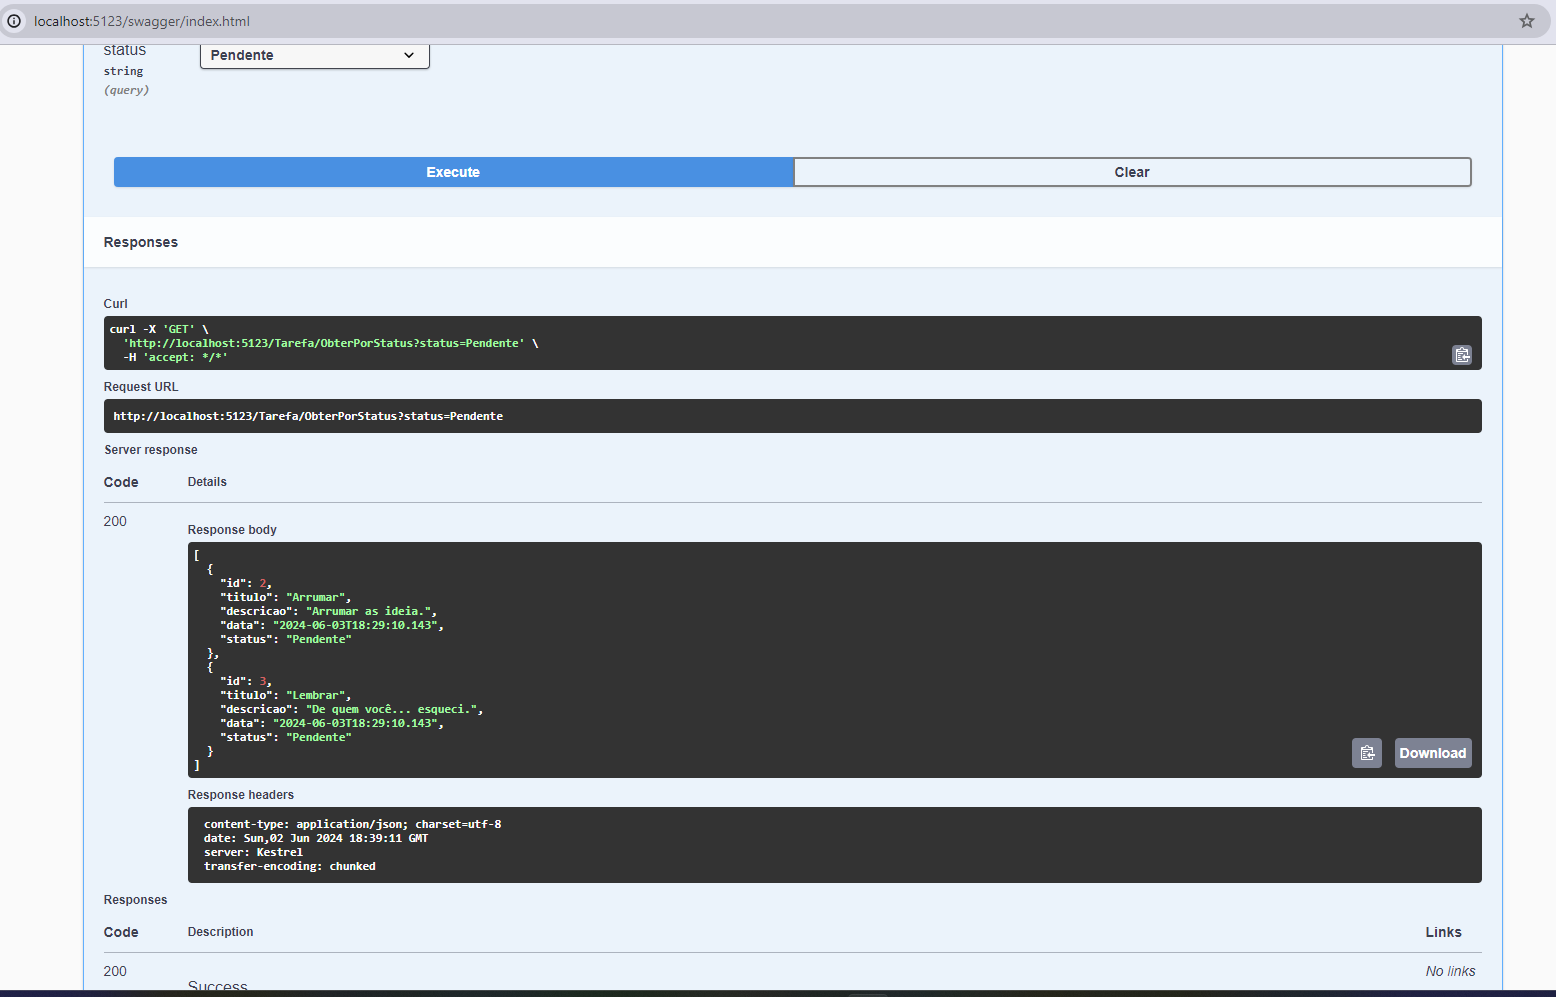 localhost:5123/swagger/index.html
status
Pendente
string
(query)
Execute
Clear
Responses
Curl
curl -X 'GET' \
'http://localhost:5123/Tarefa/ObterPorStatus?status=Pendente' \
-H 'accept: */*'
Request URL
http://localhost:5123/Tarefa/ObterPorStatus?status=Pendente
Server response
Code Details
200
Response body
[
{
"id": 2,
"titulo": "Arrumar",
"descricao": "Arrumar as ideia.",
"data": "2024-06-03T18:29:10.143",
"status": "Pendente"
},
{
"id": 3,
"titulo": "Lembrar",
"descricao": "De quem você... esqueci.",
"data": "2024-06-03T18:29:10.143",
"status": "Pendente"
}
]
Download
Response headers
content-type: application/json; charset=utf-8
date: Sun,02 Jun 2024 18:39:11 GMT
server: Kestrel
transfer-encoding: chunked
Responses
Code Description Links
200 No links
Success